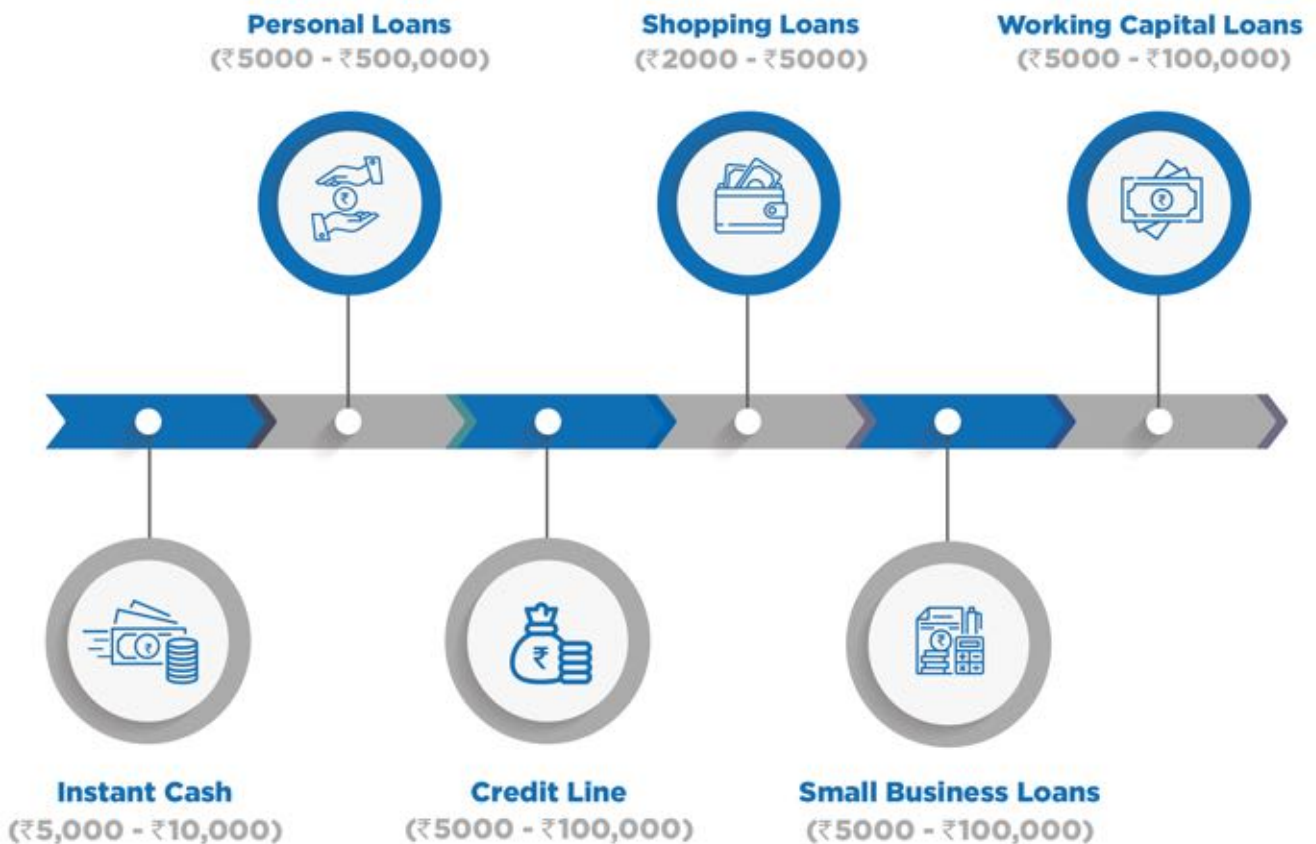 Personal Loans
(₹5000 - ₹500,000)
Shopping Loans
(₹2000 - ₹5000)
Working Capital Loans
(₹5000 - ₹100,000)
Instant Cash
(₹5,000 - ₹10,000)
Credit Line
(₹5000 - ₹100,000)
Small Business Loans
(₹5000 - ₹100,000)